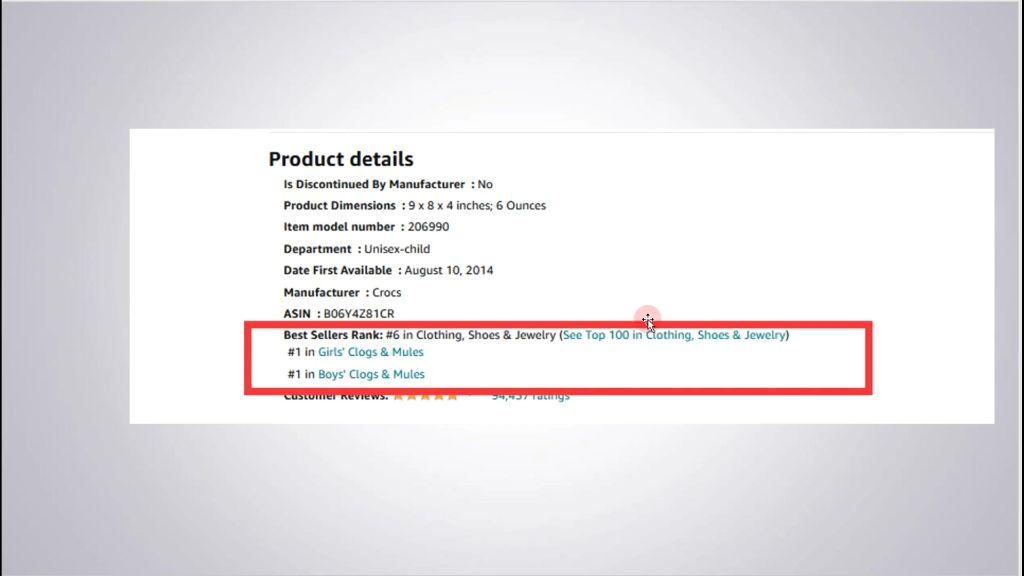 Product details
Is Discontinued By Manufacturer : No
Product Dimensions : 9 x 8 x 4 inches; 6 Ounces
Item model number : 206990
Department : Unisex-child
Date First Available : August 10, 2014
Manufacturer : Crocs
ASIN : B06Y4Z81CR
Best Sellers Rank: #6 in Clothing, Shoes & Jewelry (See Top 100 in Clothing, Shoes & Jewelry)
#1 in Girls' Clogs & Mules
#1 in Boys' Clogs & Mules
Customer Reviews: ratings